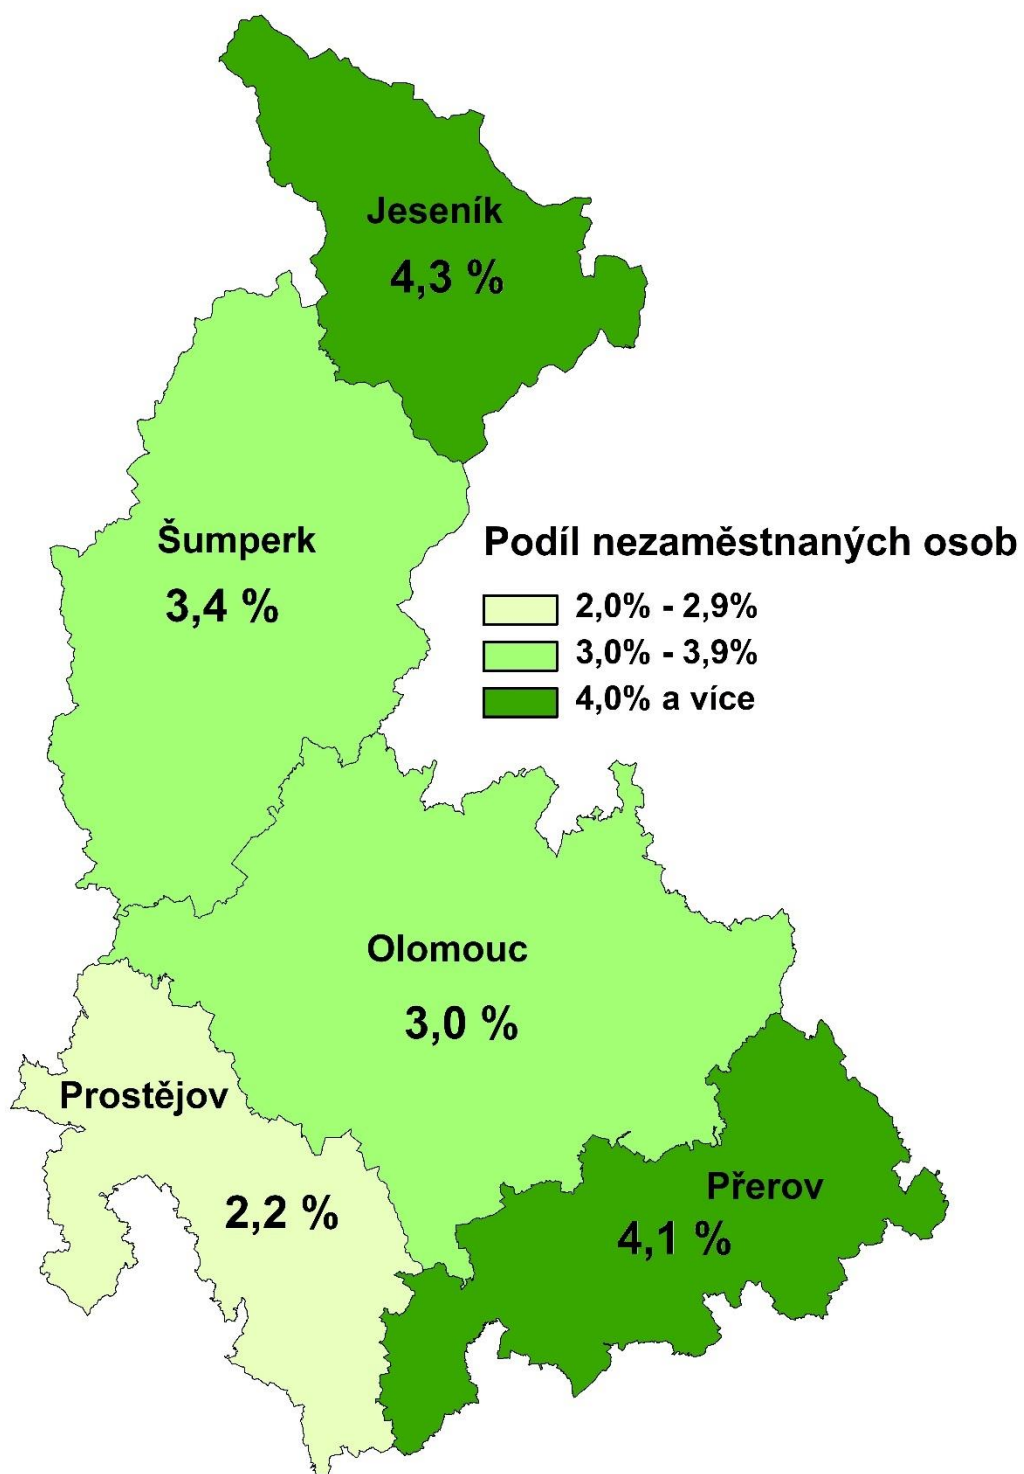 Jeseník
4,3 %
Šumperk
3,4 %
Podíl nezaměstnaných osob
2,0% - 2,9%
3,0% - 3,9%
4,0% a více
Olomouc
3,0 %
Prostějov
2,2 %
Přerov
4,1 %